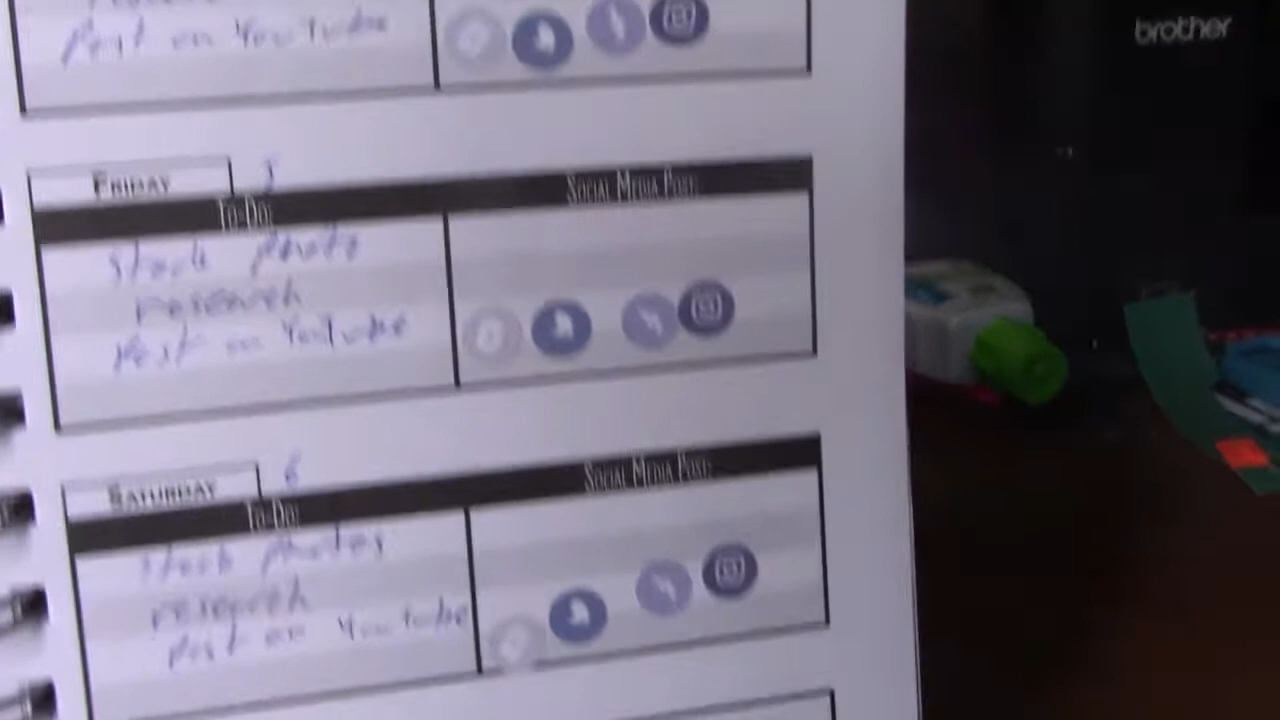 Post on YouTube
brother
FRIDAY
TO-DO:
SOCIAL MEDIA POST:
Stock photo
research
Post on YouTube
SATURDAY
6
TO-DO:
SOCIAL MEDIA POST:
Stock photos
research
Post on YouTube